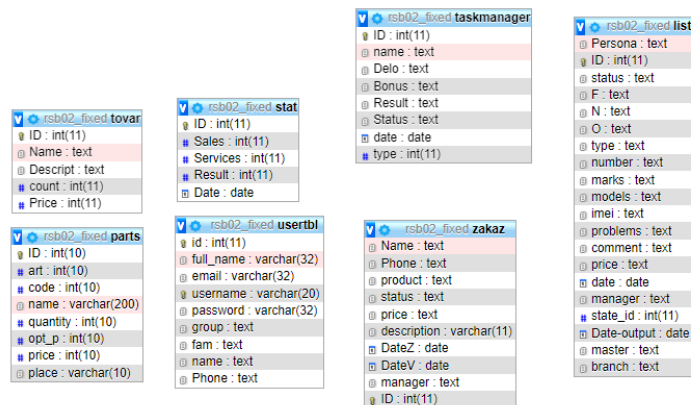 rsb02_fixed tovar
ID : int(11)
Name : text
Descript : text
count : int(11)
Price : int(11)
rsb02_fixed parts
ID : int(10)
art : int(10)
code : int(10)
name : varchar(200)
quantity : int(10)
opt_p : int(10)
price : int(10)
place : varchar(10)
rsb02_fixed stat
ID : int(11)
Sales : int(11)
Services : int(11)
Result : int(11)
Date : date
rsb02_fixed usertbl
id : int(11)
full_name : varchar(32)
email : varchar(32)
username : varchar(20)
password : varchar(32)
group : text
fam : text
name : text
Phone : text
rsb02_fixed taskmanager
ID : int(11)
name : text
Delo : text
Bonus : text
Result : text
Status : text
date : date
type : int(11)
rsb02_fixed zakaz
Name : text
Phone : text
product : text
status : text
price : text
description : varchar(11)
DateZ : date
DateV : date
manager : text
ID : int(11)
rsb02_fixed list
Persona : text
ID : int(11)
status : text
F : text
N : text
O : text
type : text
number : text
marks : text
models : text
imei : text
problems : text
comment : text
price : text
date : date
manager : text
state_id : int(11)
Date-output : date
master : text
branch : text